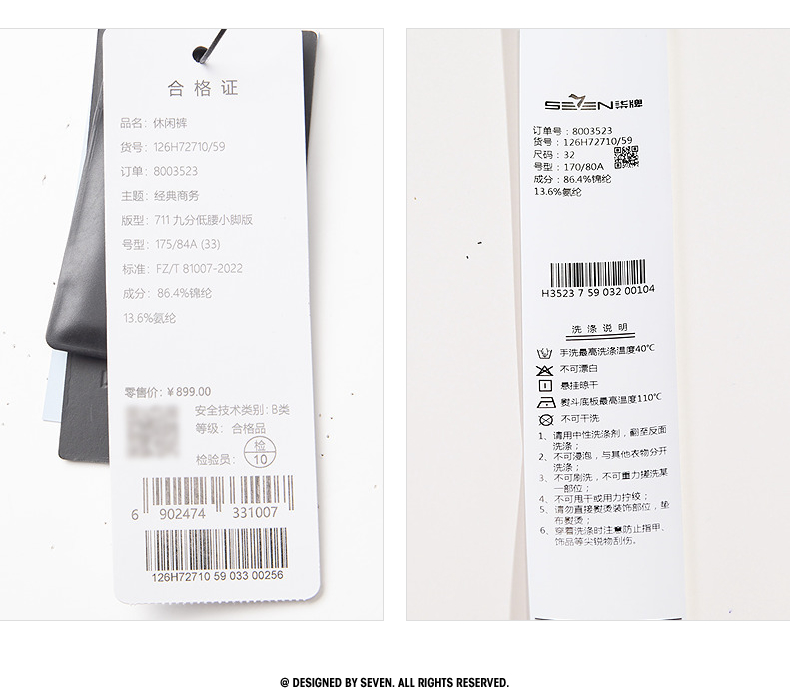 合格证
品名：休闲裤
货号：126H72710/59
订单：8003523
主题：经典商务
版型：711 九分低腰小脚版
号型：175/84A (33)
标准：FZ/T 81007-2022
成分：86.4%锦纶
13.6%氨纶
零售价：￥899.00
安全技术类别：B类
等级：合格品
检验员：
检
10
6 902474 331007
126H72710 59 033 00256
SEVEN柒牌
订单号：8003523
货号：126H72710/59
尺码：32
号型：170/80A
成分：86.4%锦纶
13.6%氨纶
H3523 7 59 032 00104
洗涤说明
手洗最高洗涤温度40℃
不可漂白
悬挂晾干
熨斗底板最高温度110℃
不可干洗
1、请用中性洗涤剂，翻至反面
洗涤；
2、不可浸泡，与其他衣物分开
洗涤；
3、不可刷洗，不可重力搓洗某
一部位；
4、不可甩干或用力拧绞；
5、请勿直接熨烫装饰部位，垫
布熨烫；
6、穿着洗涤时注意防止指甲、
饰品等尖锐物刮伤。
@ DESIGNED BY SEVEN. ALL RIGHTS RESERVED.